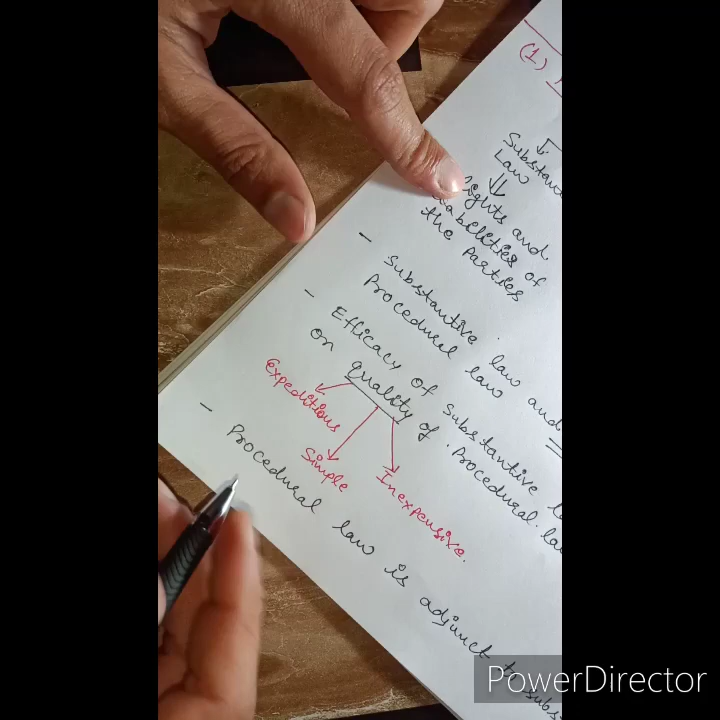 (1)
Law
Rights and
liabilities of
the Parties
- Substantive law and
Procedural law
- Efficacy of Substantive
on quality of Procedural
Expeditious
Simple
Inexpensive.
- Procedural law is adjunct to
PowerDirector